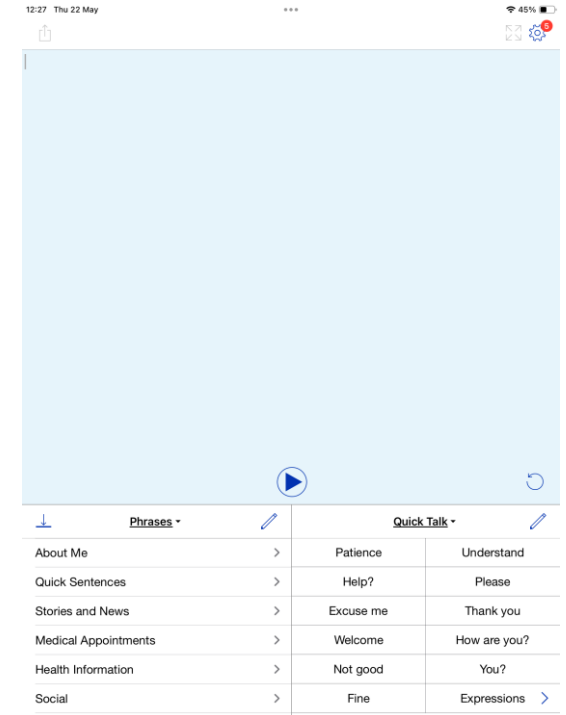 12:27 Thu 22 May
45%
5
Phrases
Quick Talk
About Me
Patience
Understand
Quick Sentences
Help?
Please
Stories and News
Excuse me
Thank you
Medical Appointments
Welcome
How are you?
Health Information
Not good
You?
Social
Fine
Expressions